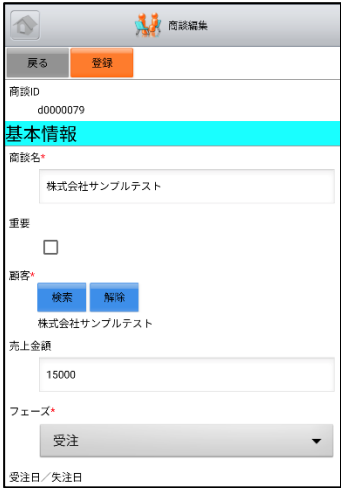 商談編集
戻る 登録
商談ID
d0000079
基本情報
商談名*
株式会社サンプルテスト
重要
顧客*
検索 解除
株式会社サンプルテスト
売上金額
15000
フェーズ*
受注
受注日／失注日